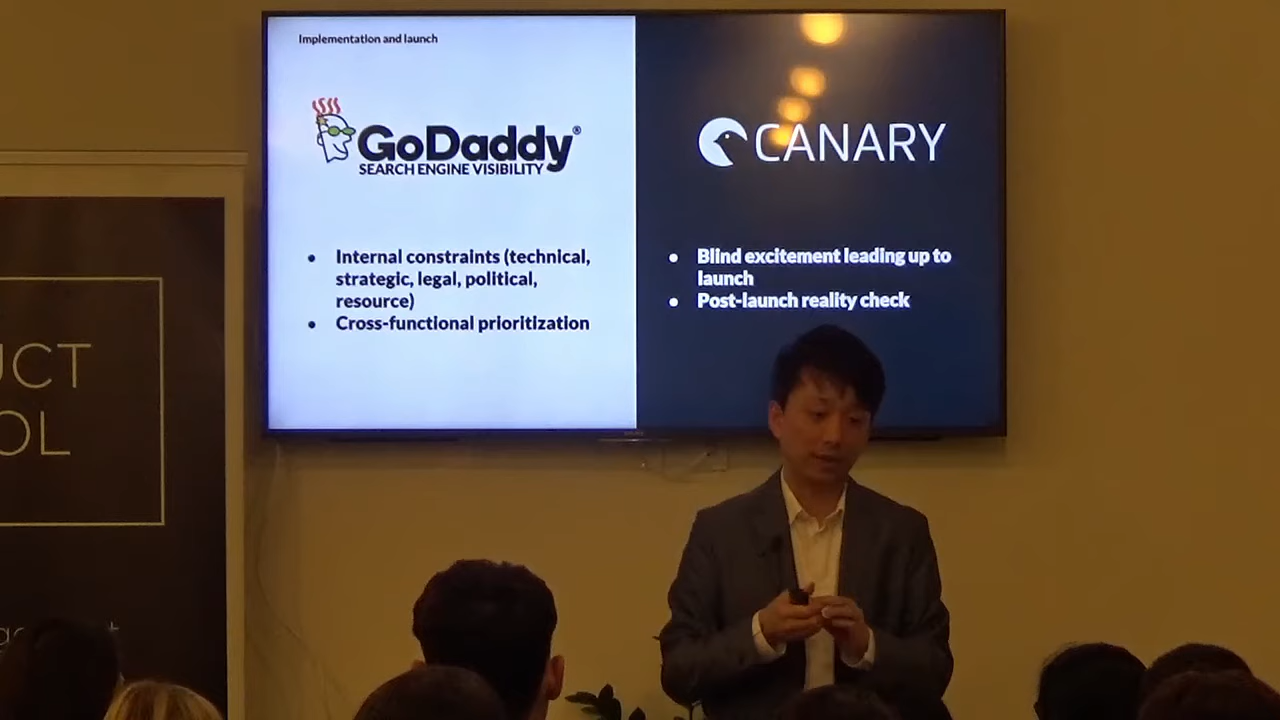 Implementation and launch
GoDaddy®
SEARCH ENGINE VISIBILITY
• Internal constraints (technical,
strategic, legal, political,
resource)
• Cross-functional prioritization
CANARY
• Blind excitement leading up to
launch
• Post-launch reality check
UCT
OL